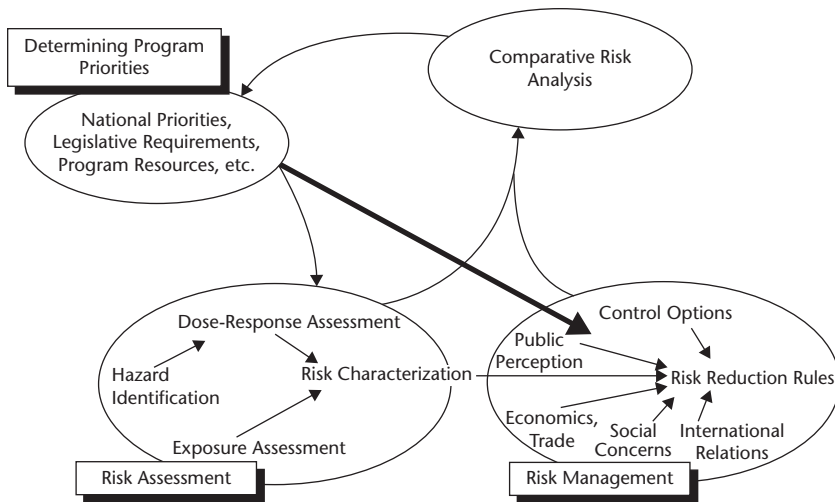 Determining Program
Priorities
National Priorities,
Legislative Requirements,
Program Resources, etc.
Comparative Risk
Analysis
Dose-Response Assessment
Hazard
Identification
Risk Characterization
Exposure Assessment
Risk Assessment
Control Options
Public
Perception
Risk Reduction Rules
Economics,
Trade
Social
Concerns
International
Relations
Risk Management